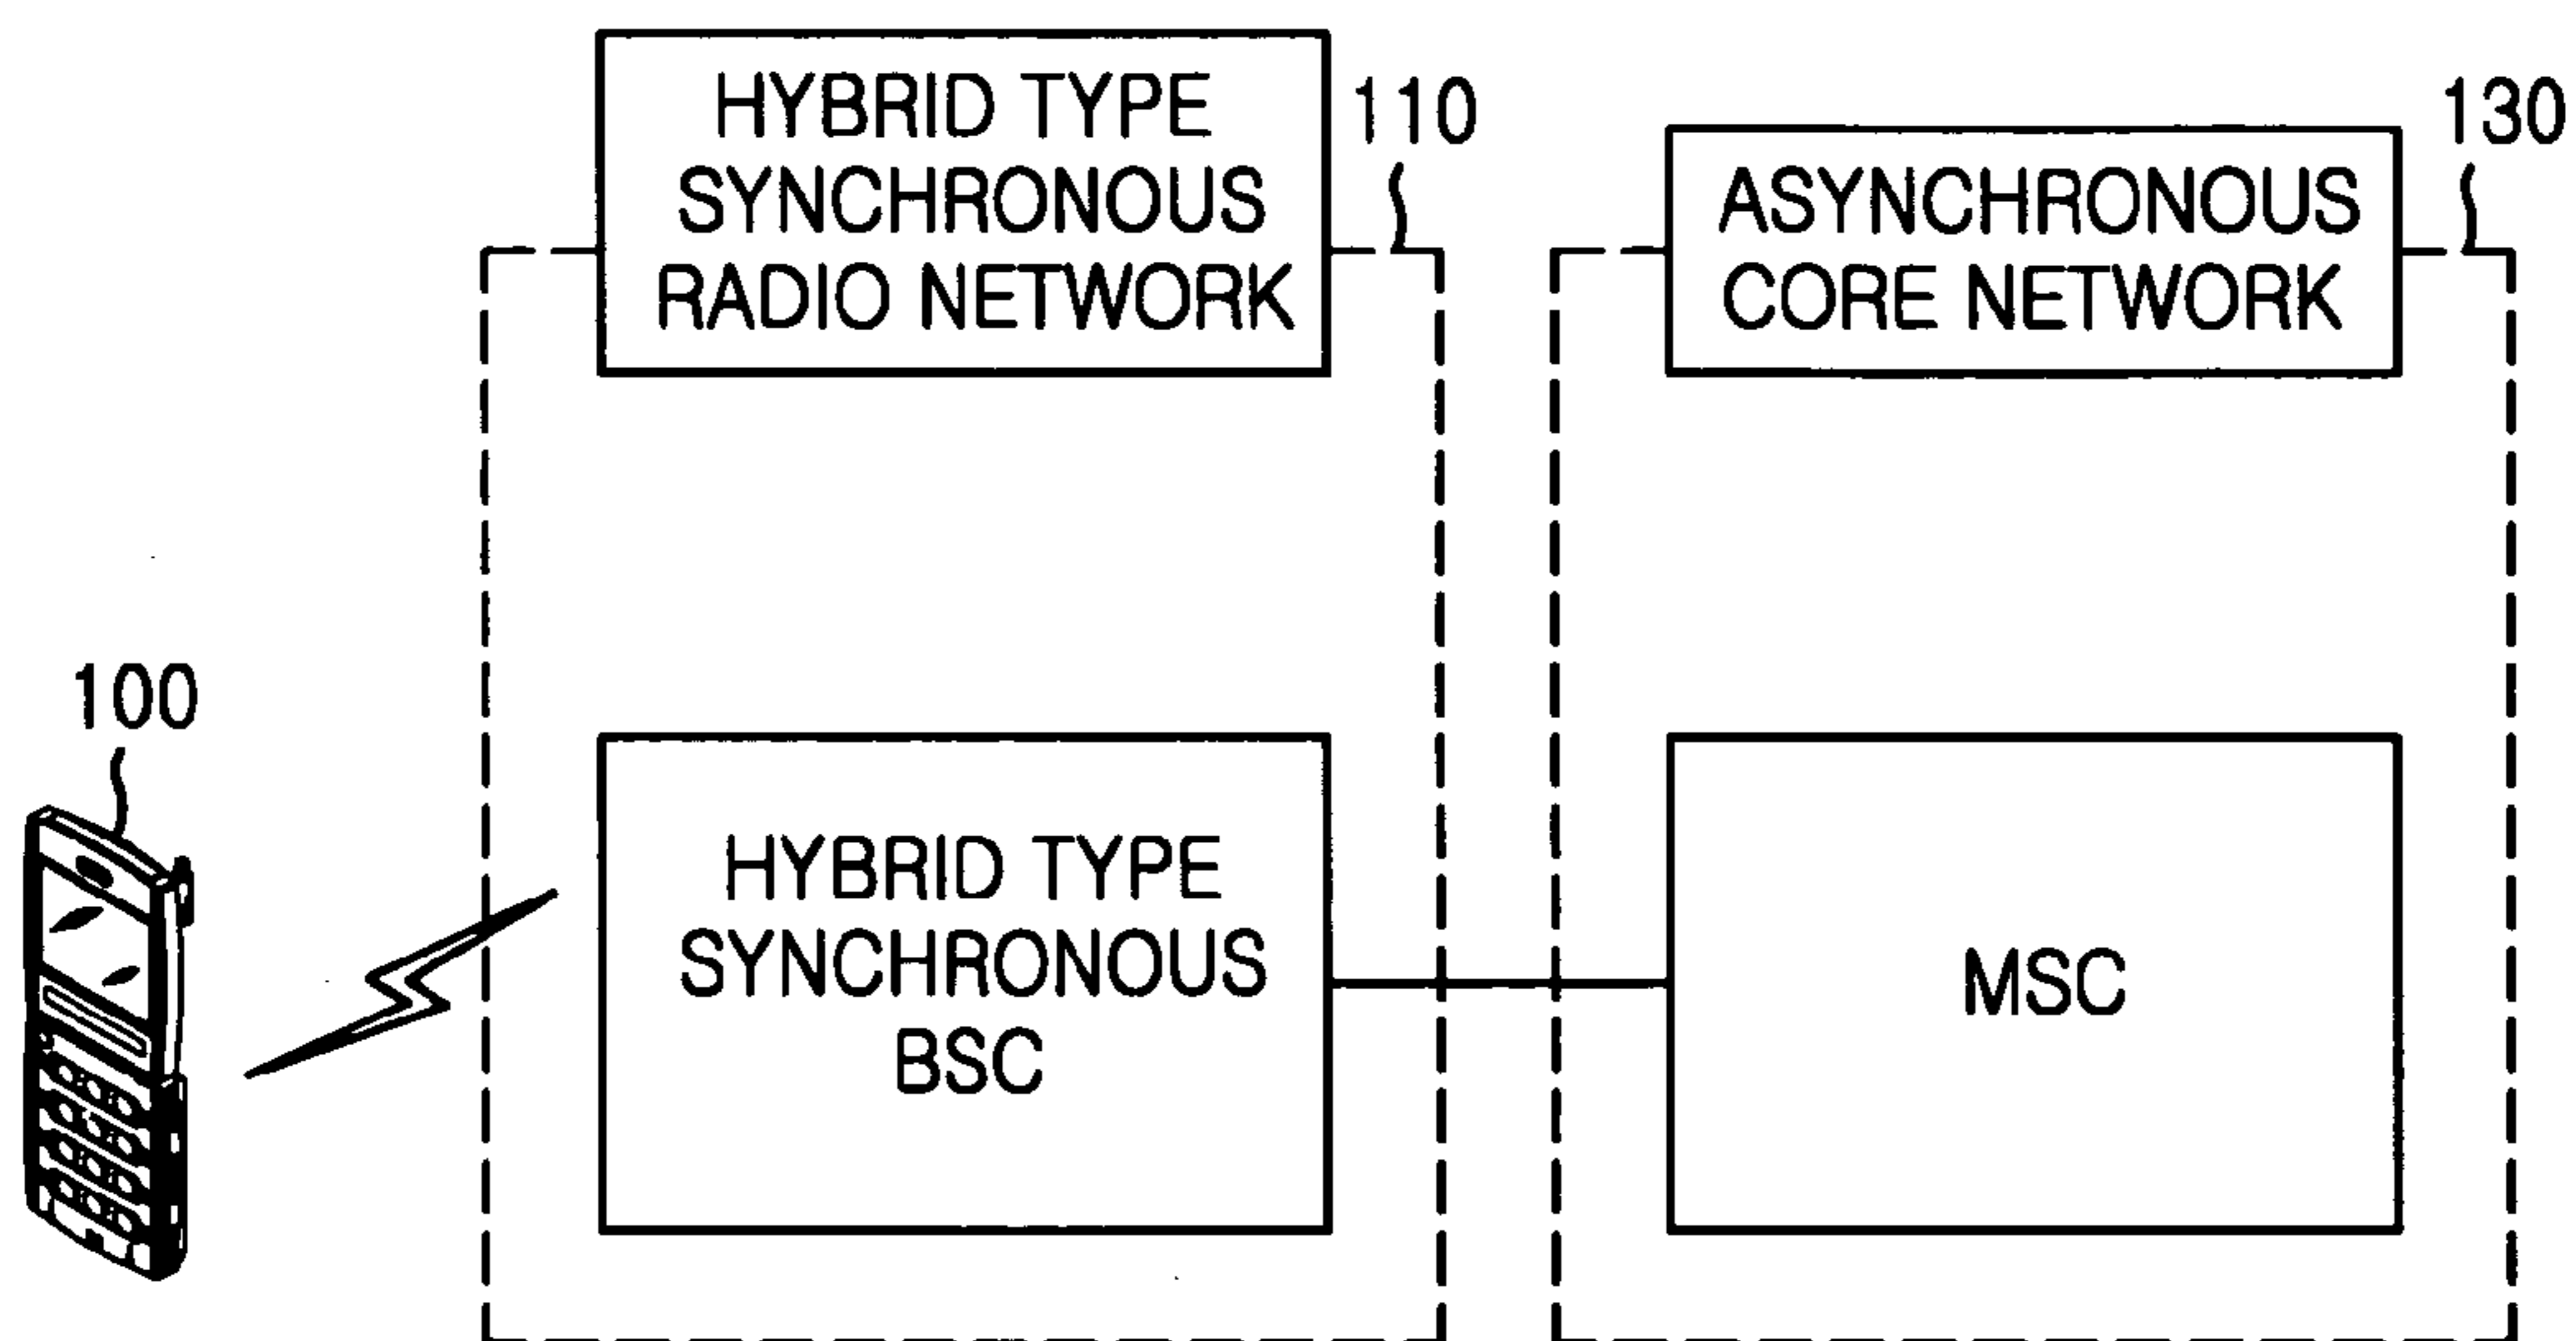 HYBRID TYPE
SYNCHRONOUS
RADIO NETWORK
110
ASYNCHRONOUS
CORE NETWORK
130
100
HYBRID TYPE
SYNCHRONOUS
BSC
MSC